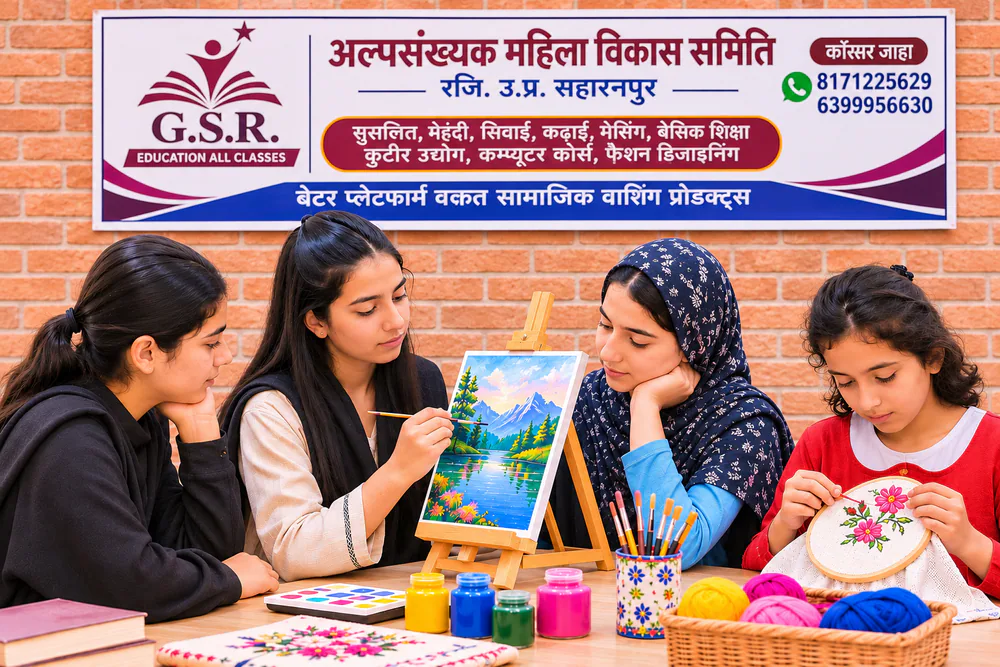 G.S.R.
EDUCATION ALL CLASSES
अल्पसंख्यक महिला विकास समिति
रजि. उ.प्र. सहारनपुर
सुसलित, मेहंदी, सिवाई, कढ़ाई, मेसिंग, बेसिक शिक्षा
कुटीर उद्योग, कम्प्यूटर कोर्स, फैशन डिजाइनिंग
कॉस्सर जाहा
8171225629
6399956630
बेटर प्लेटफार्म वकत सामाजिक वाशिंग प्रोडक्ट्स